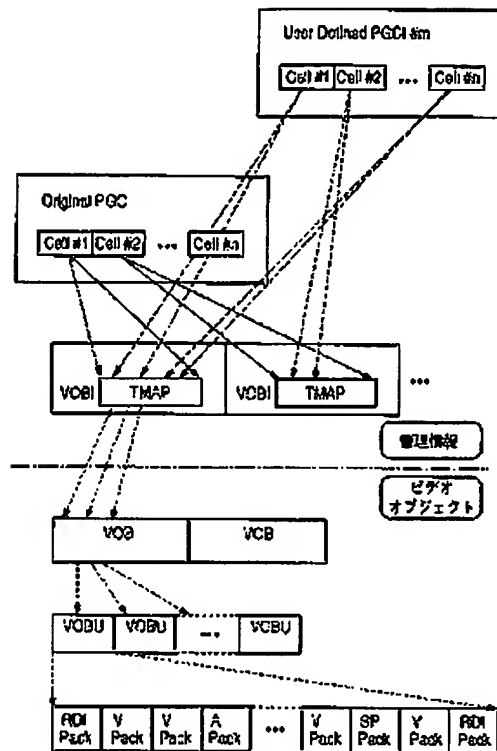 User Defined PGCI #m
Cell #1 Cell #2 ••• Cell #n
Original PGC
Cell #1 Cell #2 ••• Cell #n
VOBI TMAP VOBI TMAP •••
管理情報
ビデオ
オブジェクト
VOB VOB
VOBU VOBU ••• VOBU
RDI Pack V Pack V Pack A Pack ••• V Pack SP Pack V Pack RDI Pack